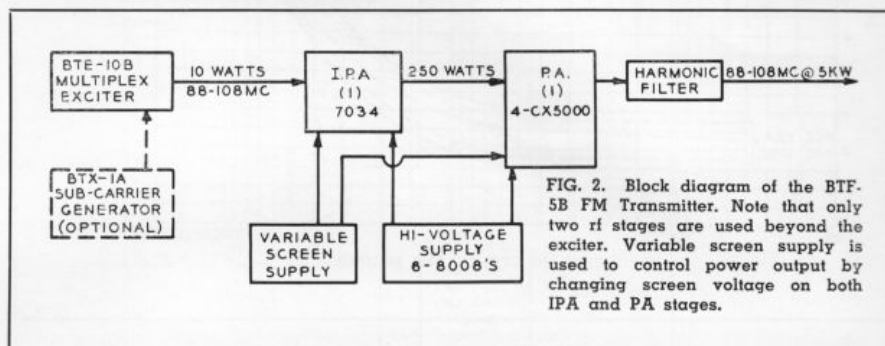 BTE-10B
MULTIPLEX
EXCITER
10 WATTS
88-108MC
I.P.A
(1)
7034
250 WATTS
P.A.
(1)
4-CX5000
HARMONIC
FILTER
88-108MC@5KW
BTX-1A
SUB-CARRIER
GENERATOR
(OPTIONAL)
VARIABLE
SCREEN
SUPPLY
HI-VOLTAGE
SUPPLY
6-8008'S
FIG. 2. Block diagram of the BTF-
5B FM Transmitter. Note that only
two rf stages are used beyond the
exciter. Variable screen supply is
used to control power output by
changing screen voltage on both
IPA and PA stages.